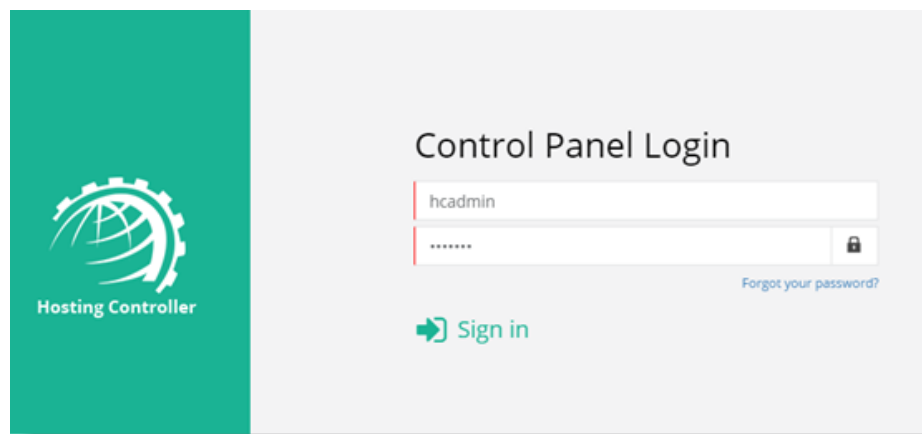 Control Panel Login
hcadmin
•••••••
Forgot your password?
Sign in
Hosting Controller